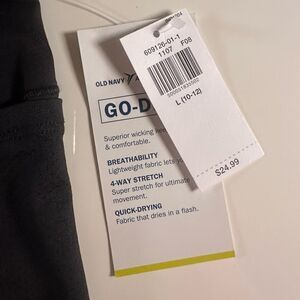 609126-01-1
1107 F08
L (10-12)
$24.99
OLD NAVY
GO-D
Superior wicking
& comfortable.
BREATHABILITY
Lightweight fabric lets
4-WAY STRETCH
Super stretch for ultimate
movement.
QUICK-DRYING
Fabric that dries in a flash.